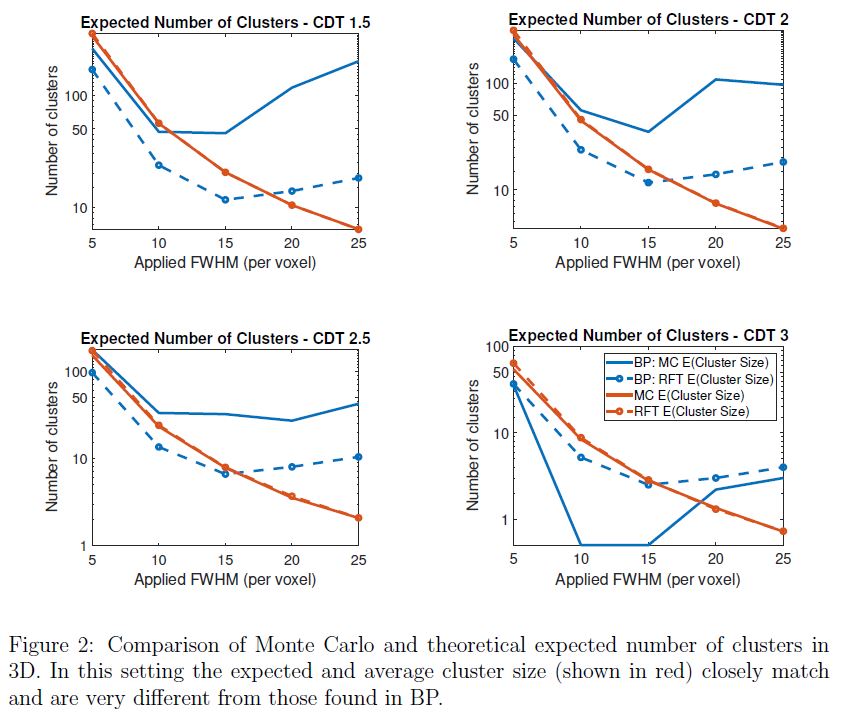 Expected Number of Clusters - CDT 1.5
Number of clusters
100
50
10
5 10 15 20 25
Applied FWHM (per voxel)
Expected Number of Clusters - CDT 2
Number of clusters
100
50
10
5 10 15 20 25
Applied FWHM (per voxel)
Expected Number of Clusters - CDT 2.5
Number of clusters
100
50
10
1
5 10 15 20 25
Applied FWHM (per voxel)
Expected Number of Clusters - CDT 3
Number of clusters
100
50
10
1
BP: MC E(Cluster Size)
BP: RFT E(Cluster Size)
MC E(Cluster Size)
RFT E(Cluster Size)
5 10 15 20 25
Applied FWHM (per voxel)
Figure 2: Comparison of Monte Carlo and theoretical expected number of clusters in
3D. In this setting the expected and average cluster size (shown in red) closely match
and are very different from those found in BP.